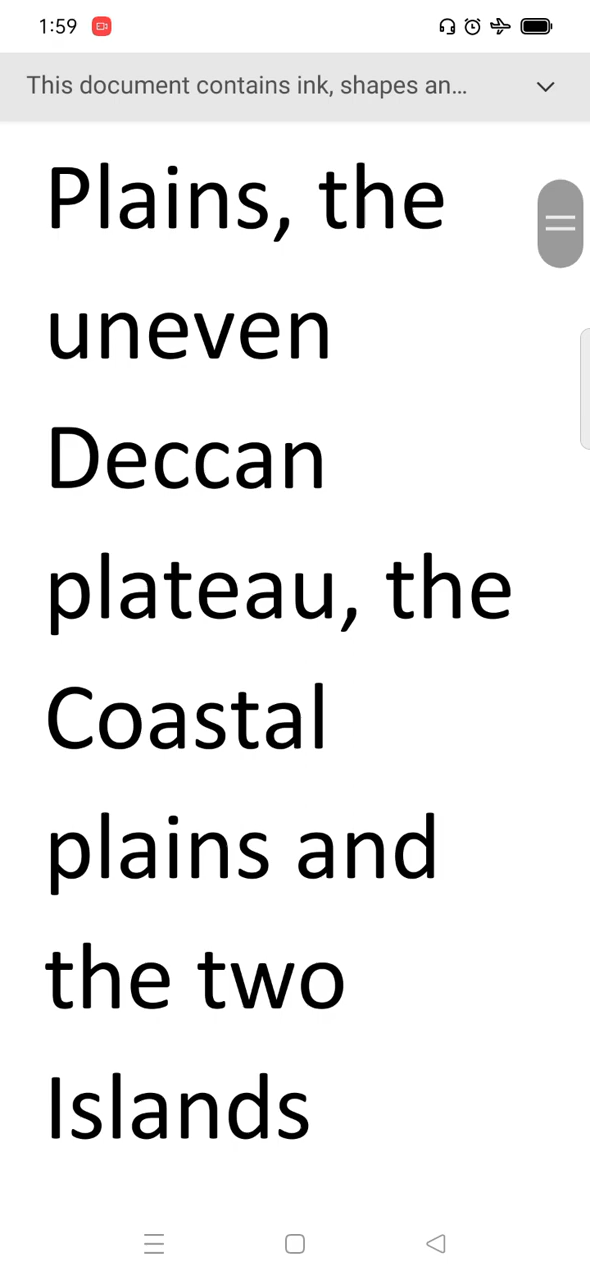 1:59
This document contains ink, shapes an...
Plains, the
uneven
Deccan
plateau, the
Coastal
plains and
the two
Islands